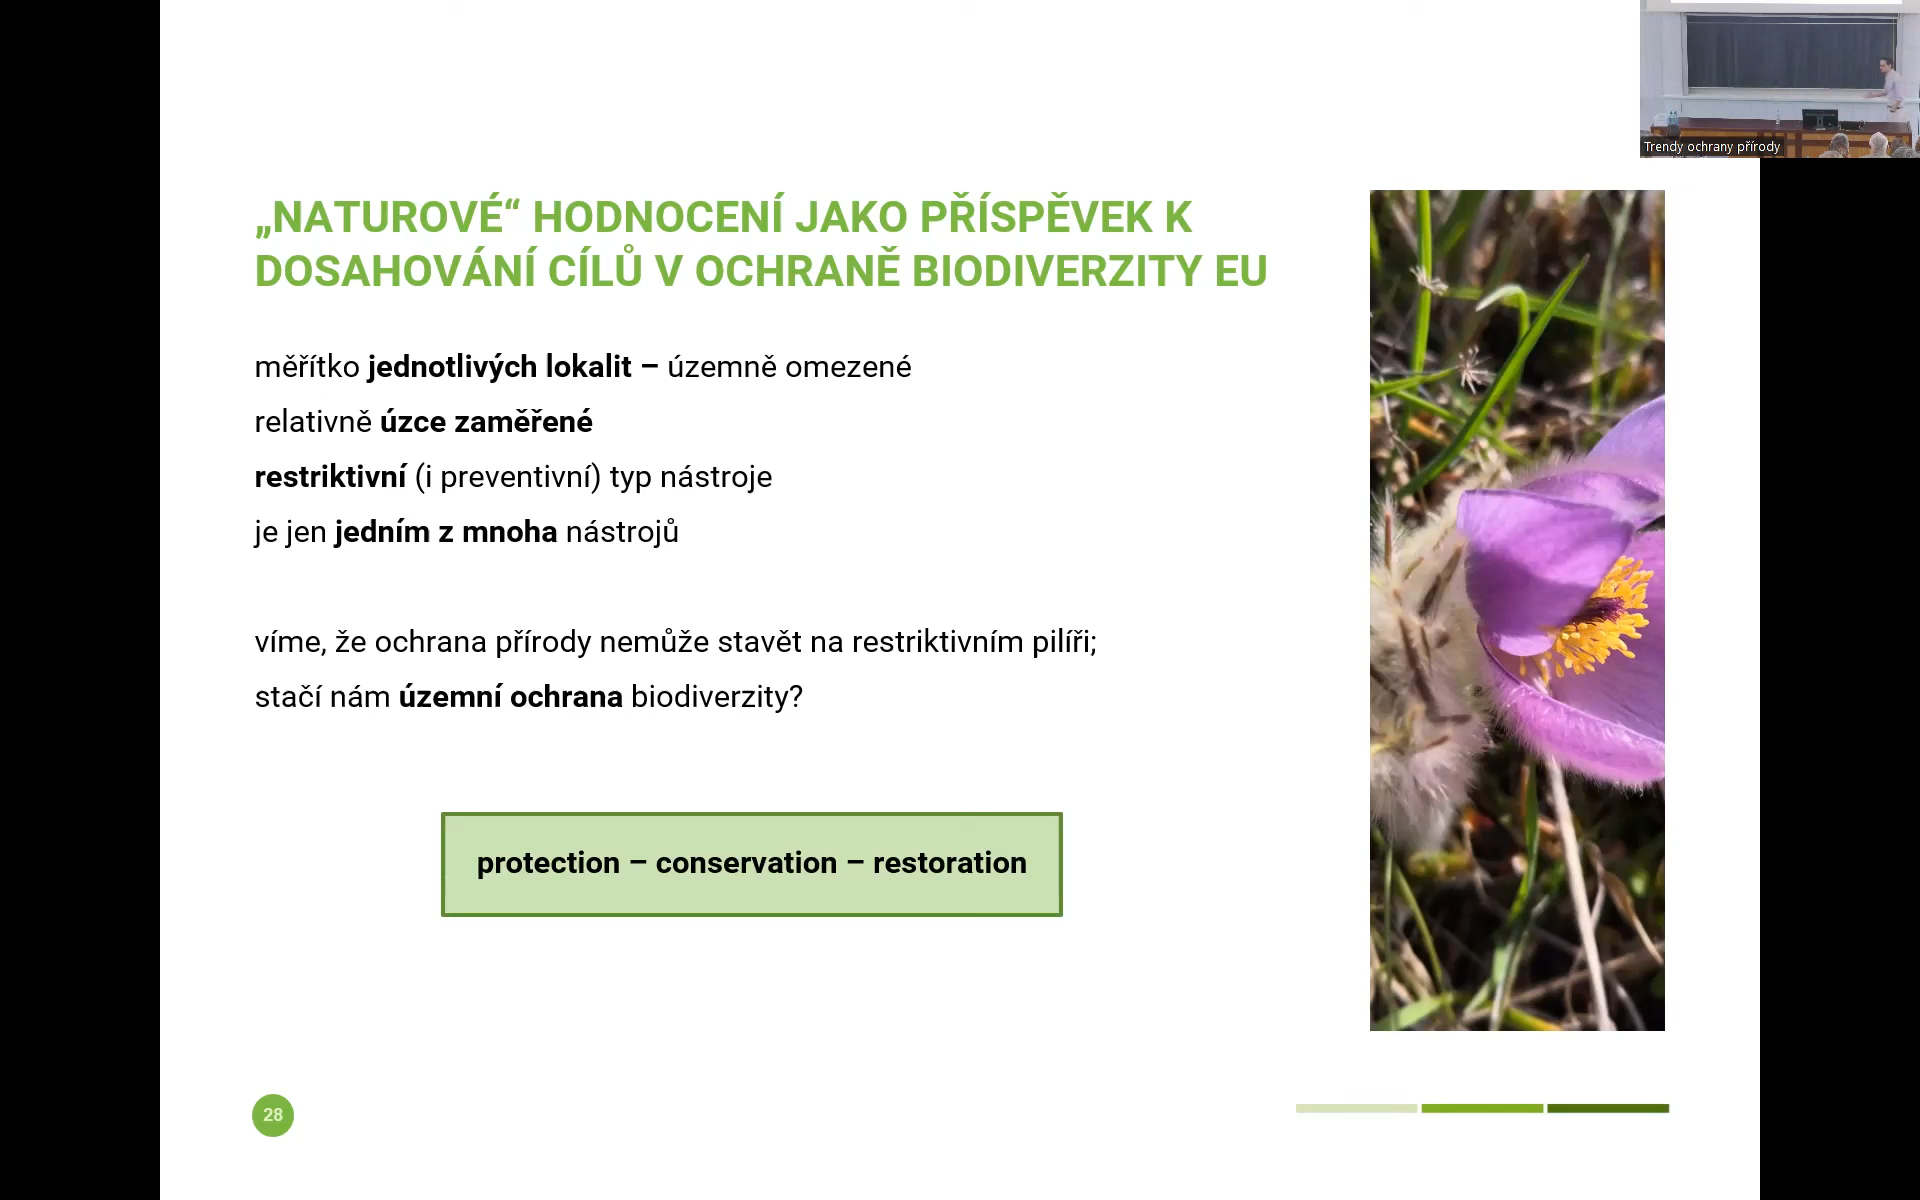 Trendy ochrany přírody
„NATUROVÉ“ HODNOCENÍ JAKO PŘÍSPĚVEK K
DOSAHOVÁNÍ CÍLŮ V OCHRANĚ BIODIVERZITY EU
měřítko jednotlivých lokalit – územně omezené
relativně úzce zaměřené
restriktivní (i preventivní) typ nástroje
je jen jedním z mnoha nástrojů
víme, že ochrana přírody nemůže stavět na restriktivním pilíři;
stačí nám územní ochrana biodiverzity?
protection – conservation – restoration
28